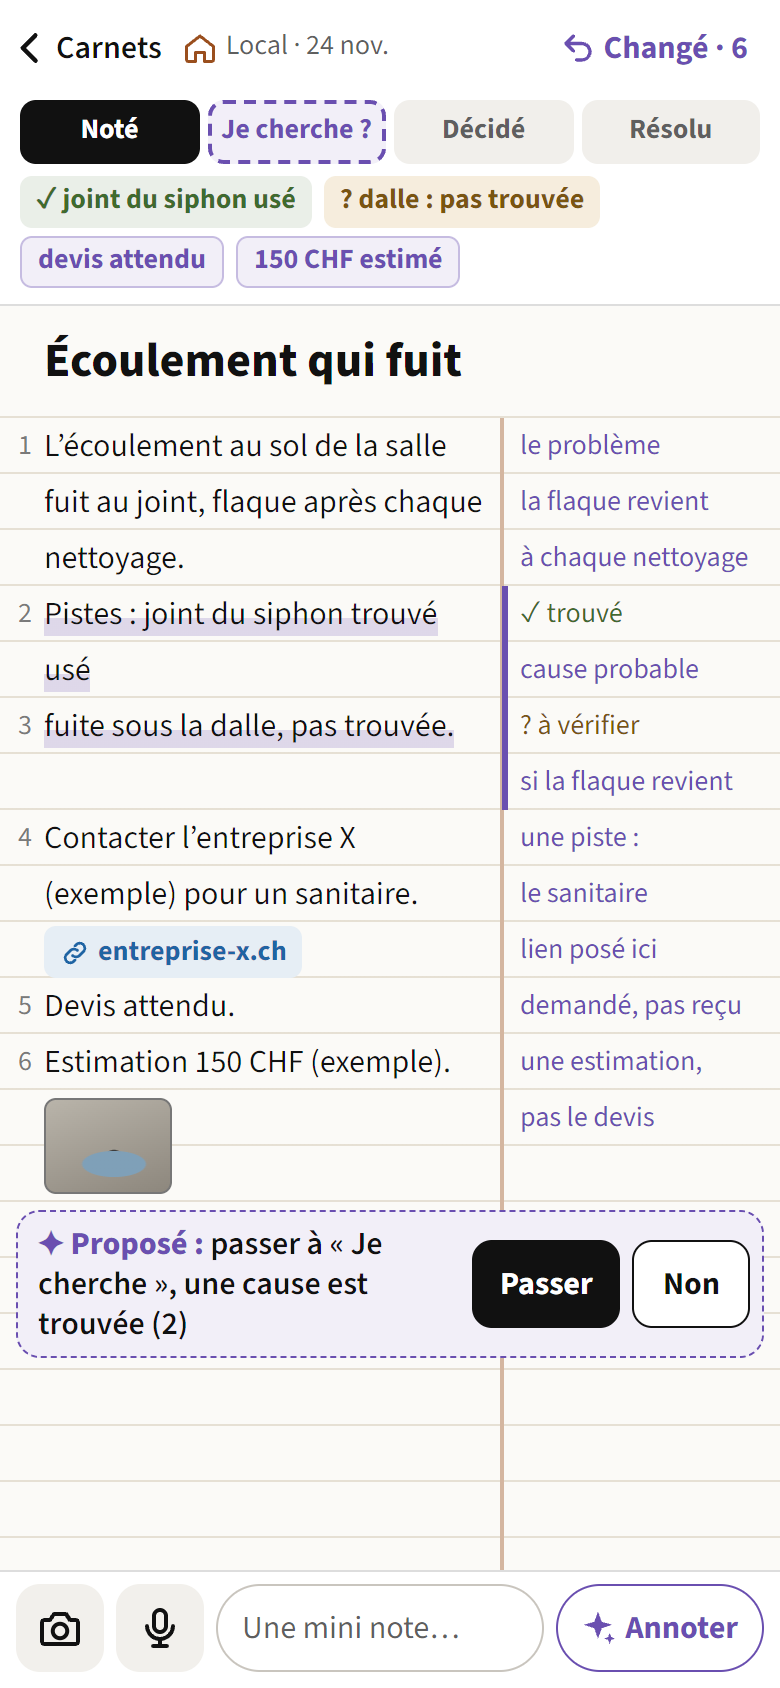 Carnets
Local · 24 nov.
Changé · 6
Noté
Je cherche ?
Décidé
Résolu
✓ joint du siphon usé
? dalle : pas trouvée
devis attendu
150 CHF estimé
Écoulement qui fuit
1 L’écoulement au sol de la salle
le problème
fuit au joint, flaque après chaque
la flaque revient
nettoyage.
à chaque nettoyage
2 Pistes : joint du siphon trouvé
✓ trouvé
usé
cause probable
3 fuite sous la dalle, pas trouvée.
? à vérifier
si la flaque revient
4 Contacter l’entreprise X
une piste :
(exemple) pour un sanitaire.
le sanitaire
entreprise-x.ch
lien posé ici
5 Devis attendu.
demandé, pas reçu
6 Estimation 150 CHF (exemple).
une estimation,
pas le devis
✦ Proposé : passer à « Je
cherche », une cause est
trouvée (2)
Passer
Non
Une mini note…
Annoter